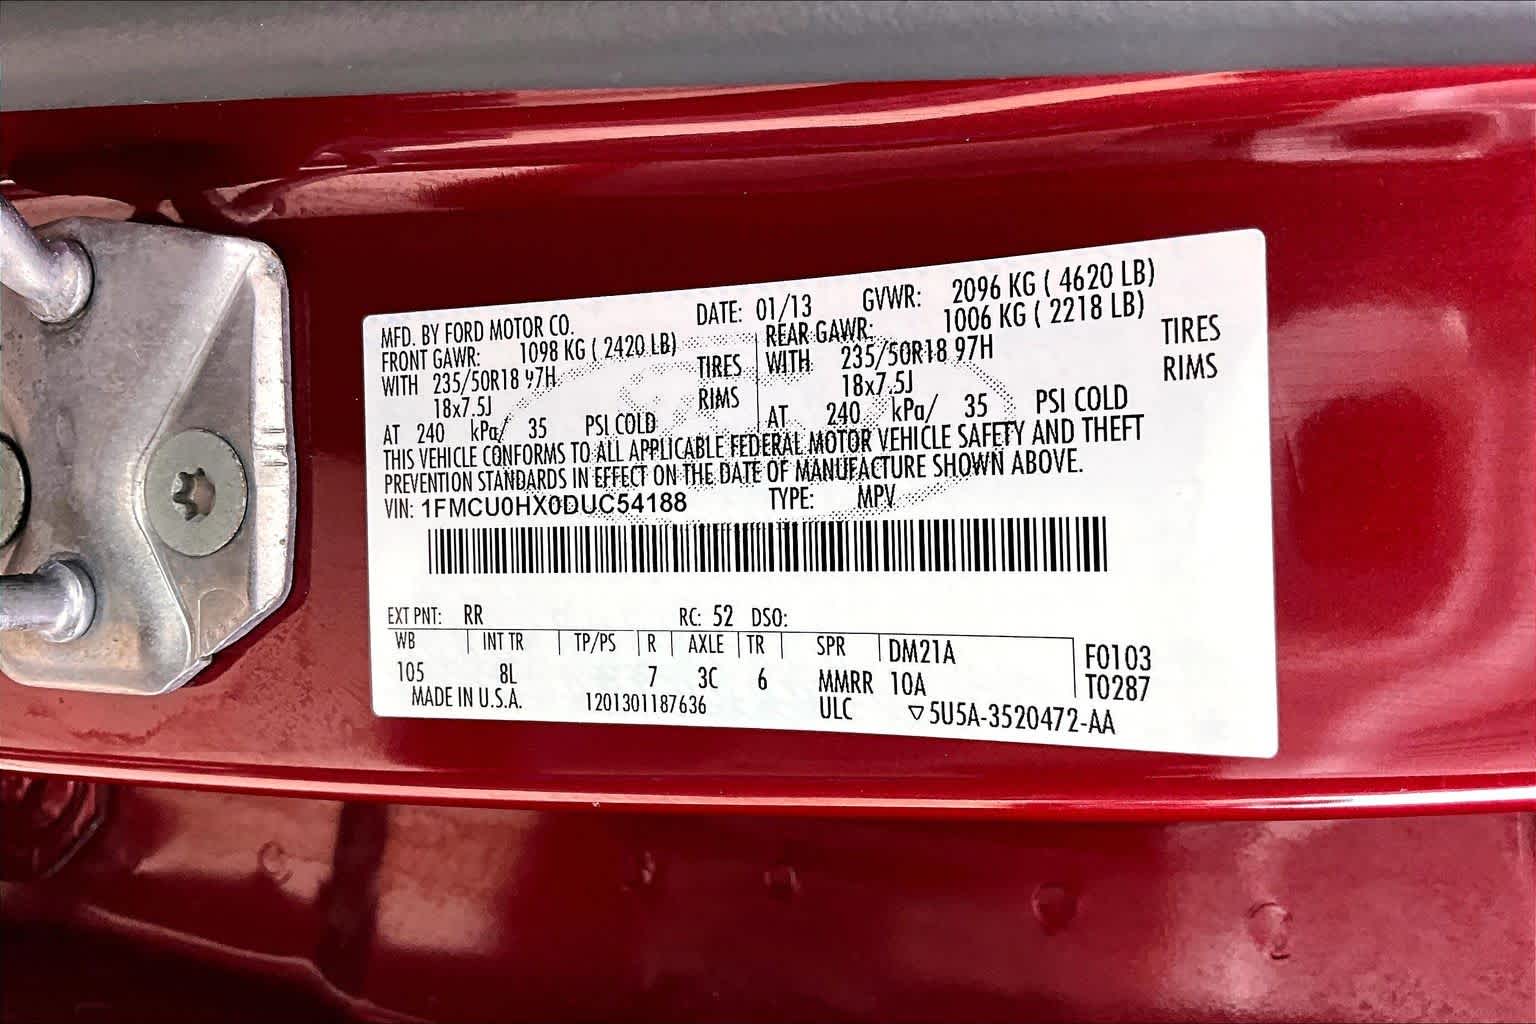 MFD. BY FORD MOTOR CO. DATE: 01/13 GVWR: 2096 KG ( 4620 LB)
FRONT GAWR: 1098 KG ( 2420 LB) REAR GAWR: 1006 KG ( 2218 LB)
WITH 235/50R18 97H TIRES WITH 235/50R18 97H TIRES
18x7.5J RIMS 18x7.5J RIMS
AT 240 kPa/ 35 PSI COLD AT 240 kPa/ 35 PSI COLD
THIS VEHICLE CONFORMS TO ALL APPLICABLE FEDERAL MOTOR VEHICLE SAFETY AND THEFT
PREVENTION STANDARDS IN EFFECT ON THE DATE OF MANUFACTURE SHOWN ABOVE.
VIN: 1FMCU0HX0DUC54188 TYPE: MPV
EXT PNT: RR RC: 52 DSO:
WB INT TR TP/PS R AXLE TR SPR DM21A F0103
105 8L 7 3C 6 MMRR 10A T0287
MADE IN U.S.A. 1201301187636 ULC ▽5U5A-3520472-AA